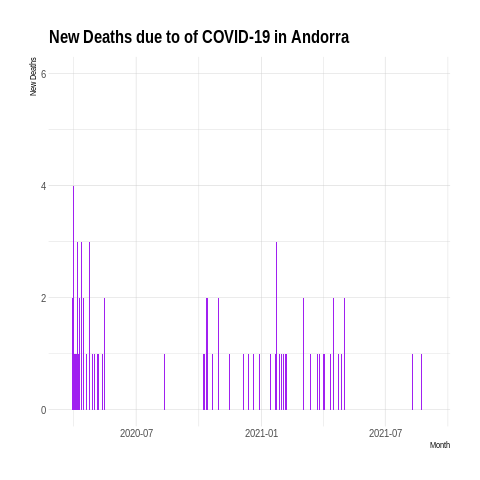 New Deaths due to of COVID-19 in Andorra
New Deaths
6
4
2
0
2020-07
2021-01
2021-07
Month